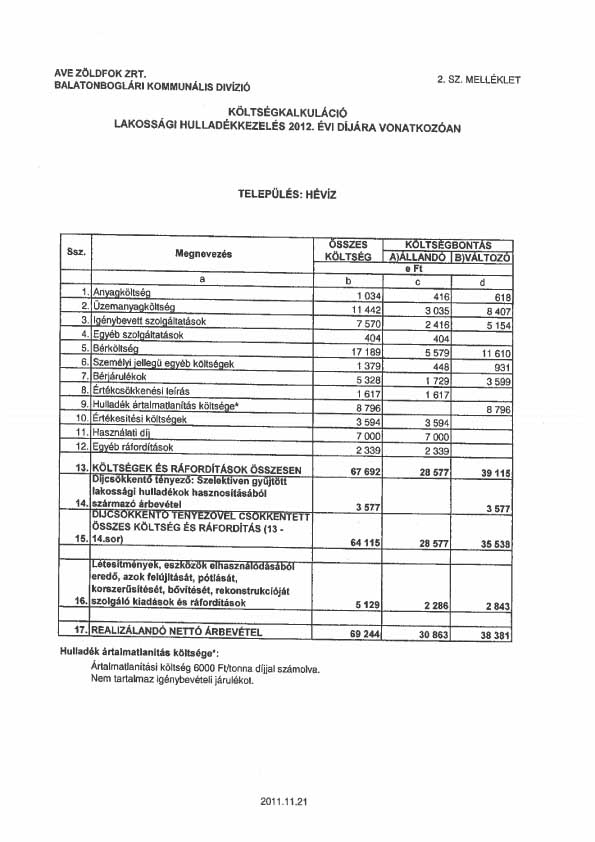 AVE ZÖLDFOK ZRT.
BALATONBOGLÁRI KOMMUNÁLIS DIVÍZIÓ
2. SZ. MELLÉKLET
KÖLTSÉGKALKULÁCIÓ
LAKOSSÁGI HULLADÉKKEZELÉS 2012. ÉVI DÍJÁRA VONATKOZÓAN
TELEPÜLÉS: HÉVÍZ
Ssz. Megnevezés ÖSSZES KÖLTSÉG KÖLTSÉGBONTÁS
A)ÁLLANDÓ B)VÁLTOZÓ
e Ft
a b c d
1. Anyagköltség 1 034 416 618
2. Üzemanyagköltség 11 442 3 035 8 407
3. Igénybevett szolgáltatások 7 570 2 416 5 154
4. Egyéb szolgáltatások 404 404
5. Bérköltség 17 189 5 579 11 610
6. Személyi jellegű egyéb költségek 1 379 448 931
7. Bérjárulékok 5 328 1 729 3 599
8. Értékcsökkenési leírás 1 617 1 617
9. Hulladék ártalmatlanítás költsége* 8 796 8 796
10. Értékesítési költségek 3 594 3 594
11. Használati díj 7 000 7 000
12. Egyéb ráfordítások 2 339 2 339
13. KÖLTSÉGEK ÉS RÁFORDÍTÁSOK ÖSSZESEN 67 692 28 577 39 115
Díjcsökkentő tényező: Szelektíven gyűjtött
lakossági hulladékok hasznosításából
14. származó árbevétel 3 577 3 577
DÍJCSÖKKENTŐ TÉNYEZŐVEL CSÖKKENTETT
ÖSSZES KÖLTSÉG ÉS RÁFORDÍTÁS (13 -
15. 14.sor) 64 115 28 577 35 538
Létesítmények, eszközök elhasználódásából
eredő, azok felújítását, pótlását,
korszerűsítését, bővítését, rekonstrukcióját
16. szolgáló kiadások és ráfordítások 5 129 2 286 2 843
17. REALIZÁLANDÓ NETTÓ ÁRBEVÉTEL 69 244 30 863 38 381
Hulladék ártalmatlanítás költsége*:
Ártalmatlanítási költség 6000 Ft/tonna díjjal számolva.
Nem tartalmaz igénybevételi járulékot.
2011.11.21